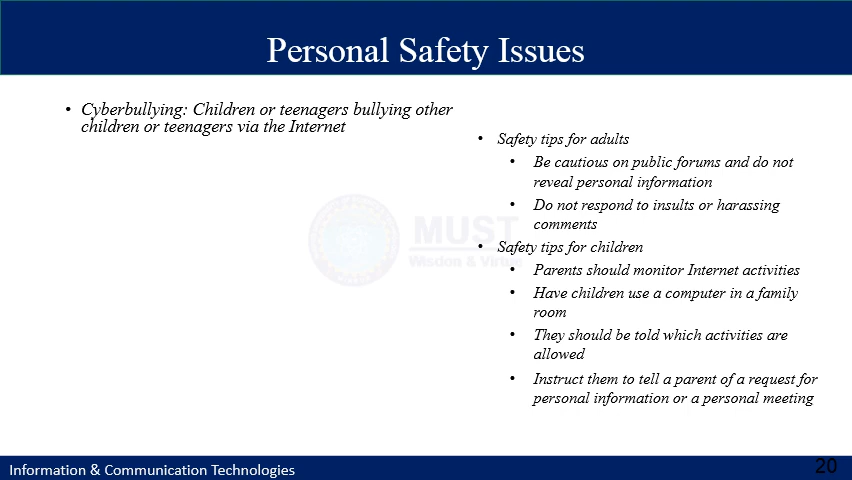 Personal Safety Issues
• Cyberbullying: Children or teenagers bullying other
children or teenagers via the Internet
• Safety tips for adults
• Be cautious on public forums and do not
reveal personal information
• Do not respond to insults or harassing
comments
• Safety tips for children
• Parents should monitor Internet activities
• Have children use a computer in a family
room
• They should be told which activities are
allowed
• Instruct them to tell a parent of a request for
personal information or a personal meeting
MUST
Wisdom & Virtue
Information & Communication Technologies
20